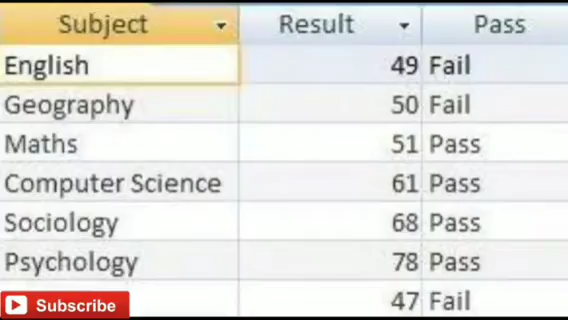 Subject Result Pass
English 49 Fail
Geography 50 Fail
Maths 51 Pass
Computer Science 61 Pass
Sociology 68 Pass
Psychology 78 Pass
Subscribe 47 Fail